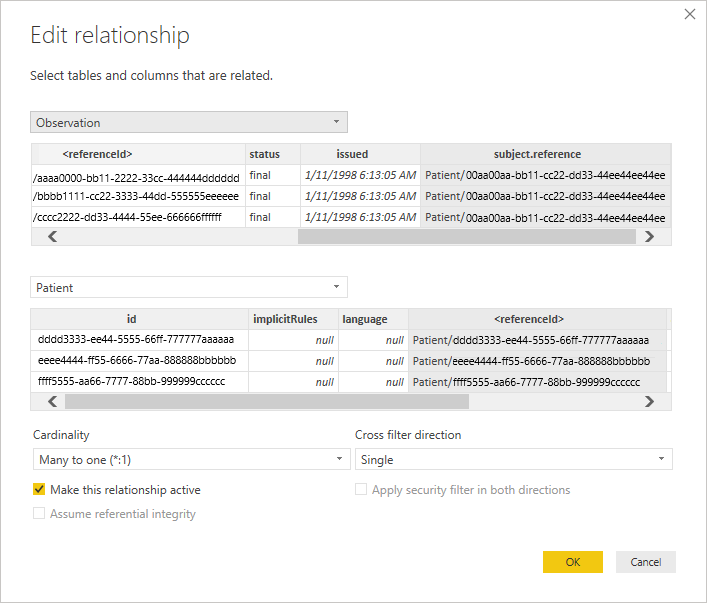 Edit relationship
Select tables and columns that are related.
Observation
<referenceId> status issued subject.reference
/aaaa0000-bb11-2222-33cc-444444dddddd final 1/11/1998 6:13:05 AM Patient/00aa00aa-bb11-cc22-dd33-44ee44ee44ee
/bbbb1111-cc22-3333-44dd-555555eeeeee final 1/11/1998 6:13:05 AM Patient/00aa00aa-bb11-cc22-dd33-44ee44ee44ee
/cccc2222-dd33-4444-55ee-666666ffffff final 1/11/1998 6:13:05 AM Patient/00aa00aa-bb11-cc22-dd33-44ee44ee44ee
Patient
id implicitRules language <referenceId>
dddd3333-ee44-5555-66ff-777777aaaaaa null null Patient/dddd3333-ee44-5555-66ff-777777aaaaaa
eeee4444-ff55-6666-77aa-888888bbbbbb null null Patient/eeee4444-ff55-6666-77aa-888888bbbbbb
ffff5555-aa66-7777-88bb-999999cccccc null null Patient/ffff5555-aa66-7777-88bb-999999cccccc
Cardinality Cross filter direction
Many to one (*:1) Single
Make this relationship active Apply security filter in both directions
Assume referential integrity
OK Cancel